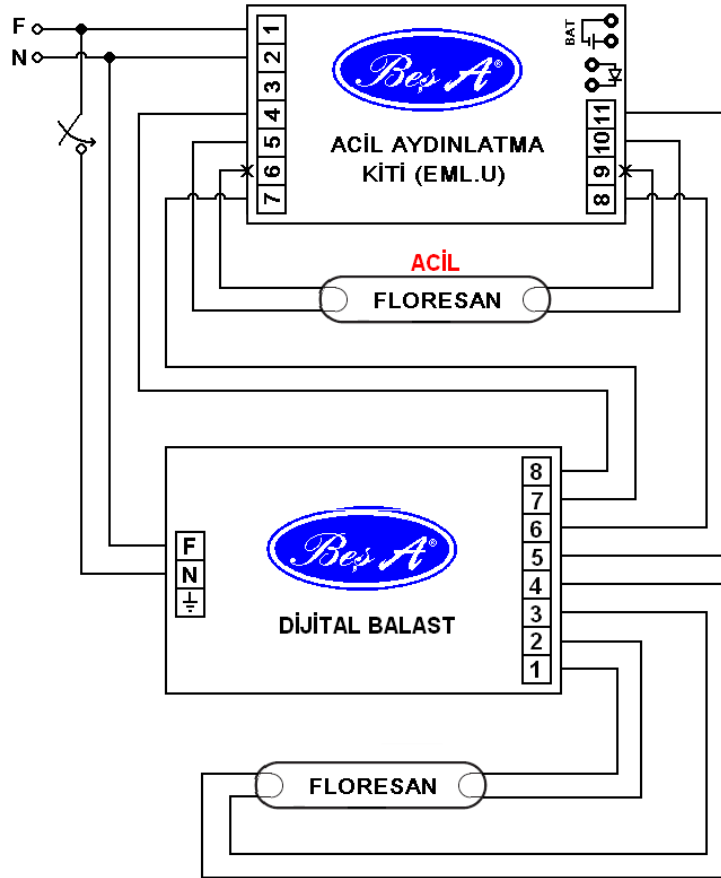 F
N
1
2
3
4
5
6
7
Beş A®
ACİL AYDINLATMA
KİTİ (EML.U)
BAT
11
10
9
8
ACİL
FLORESAN
F
N
Beş A®
DİJİTAL BALAST
8
7
6
5
4
3
2
1
FLORESAN